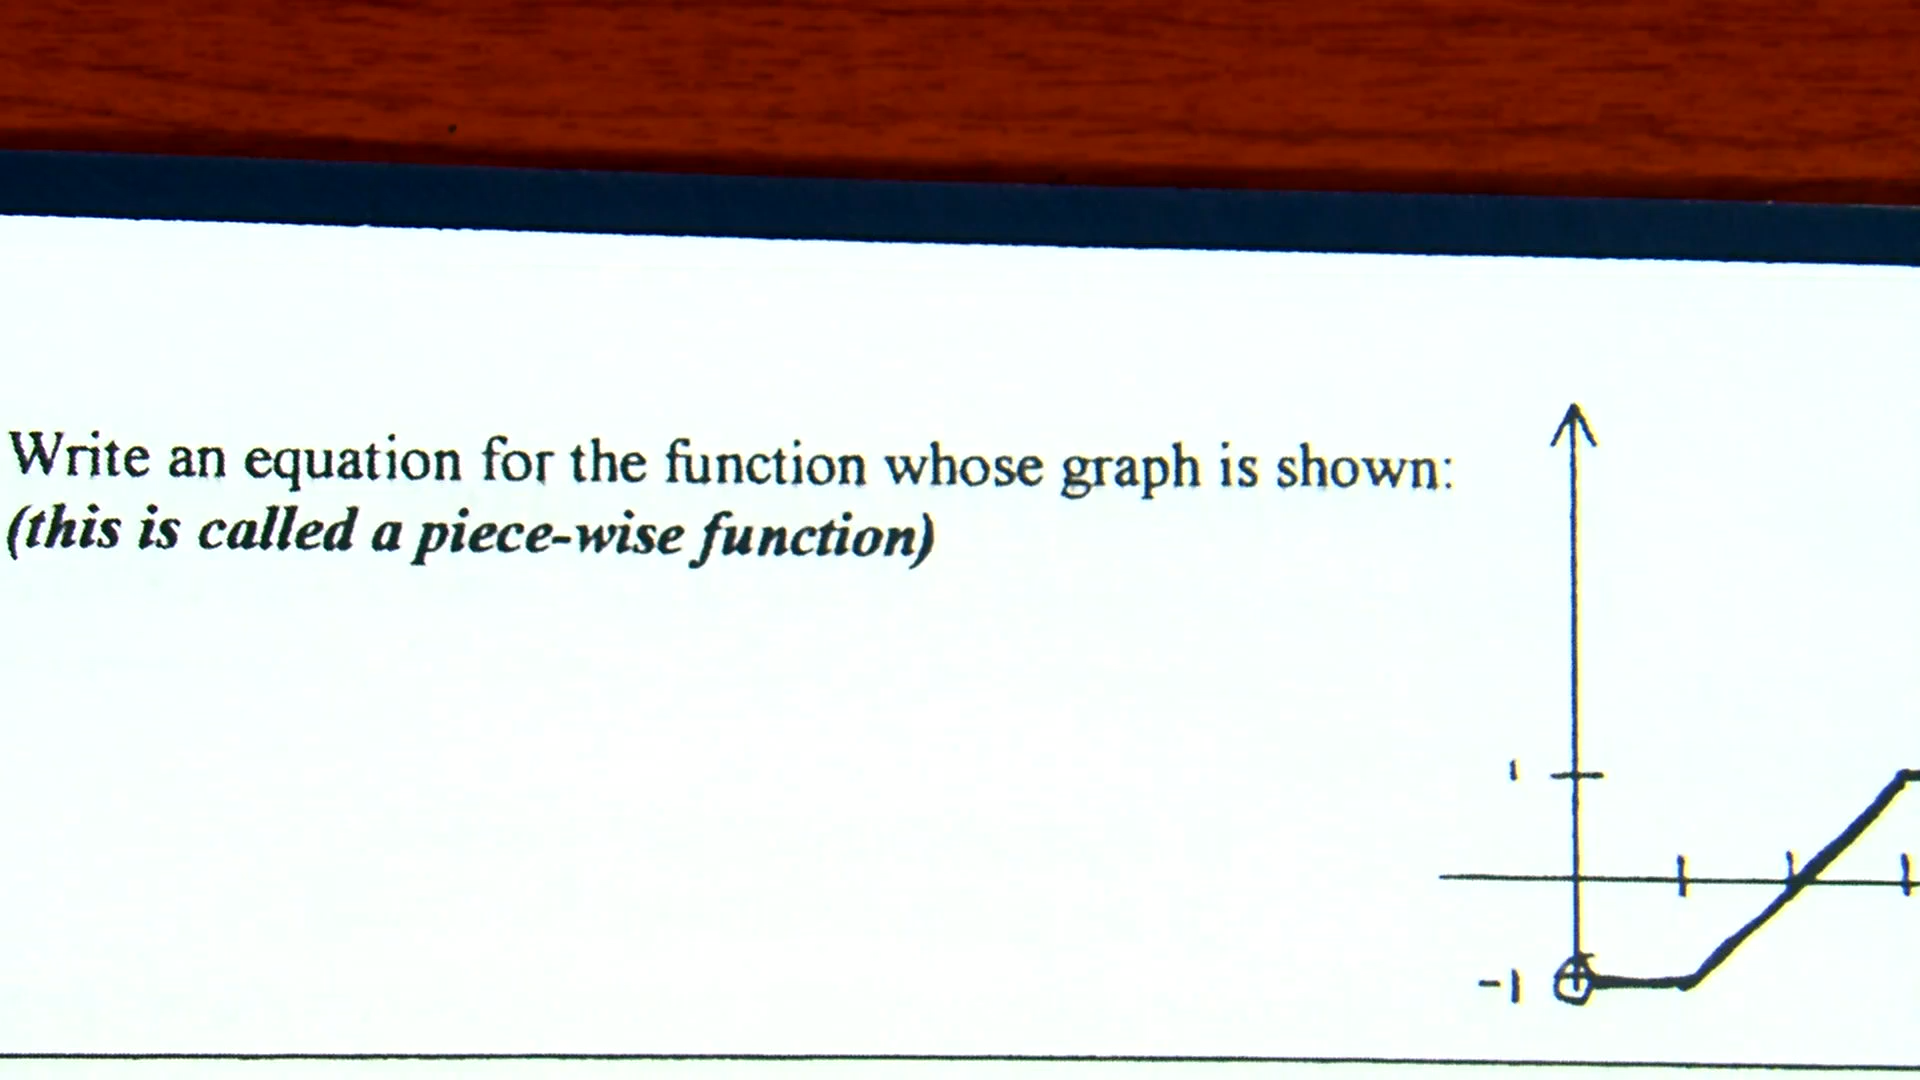 Write an equation for the function whose graph is shown:
(this is called a piece-wise function)
1
-1